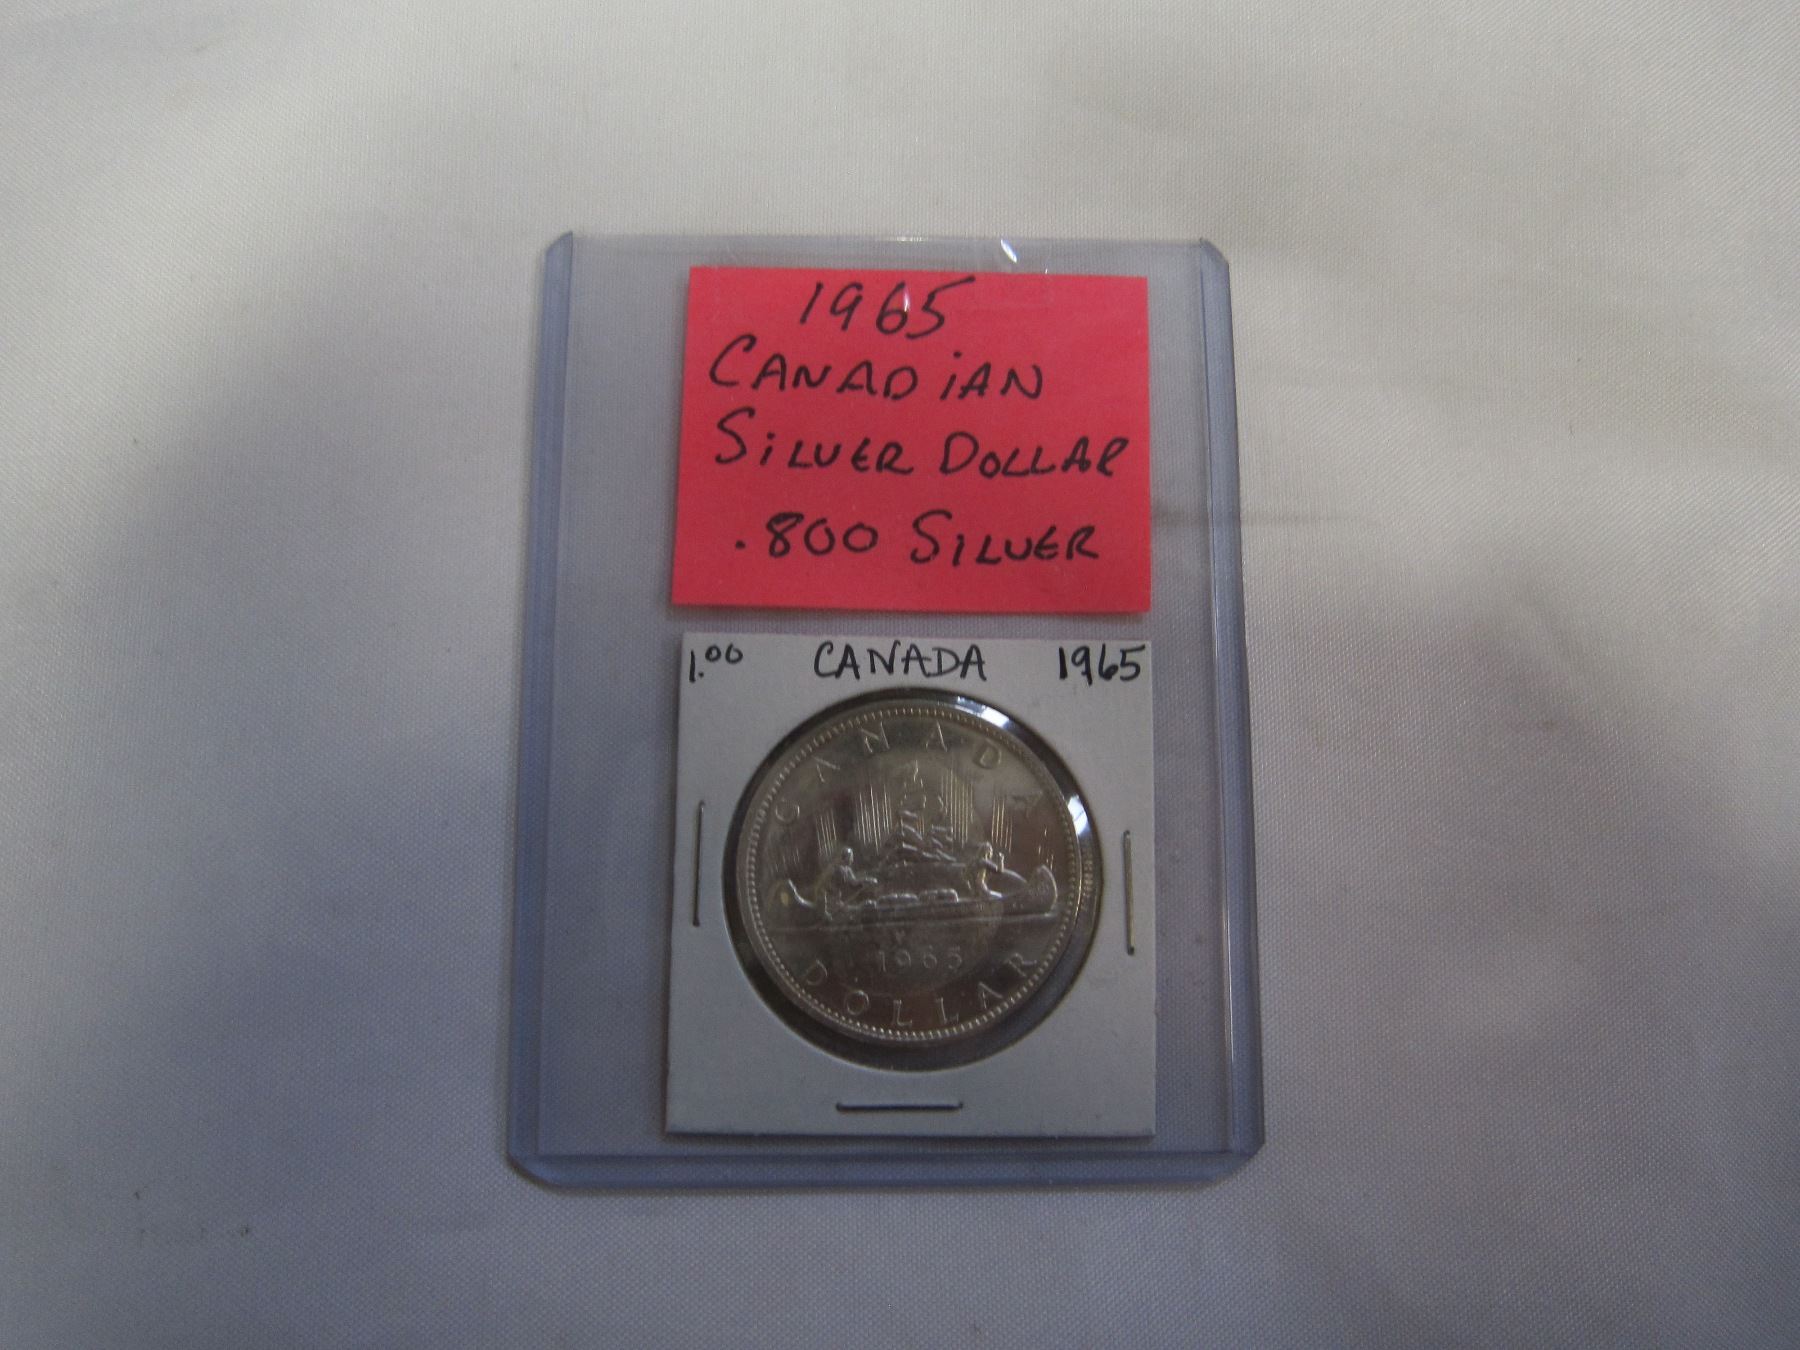 1965
CANADiAN
SiLVER DOLLAR
.800 SiLVER
1.00 CANADA 1965
CANADA
1965
DOLLAR